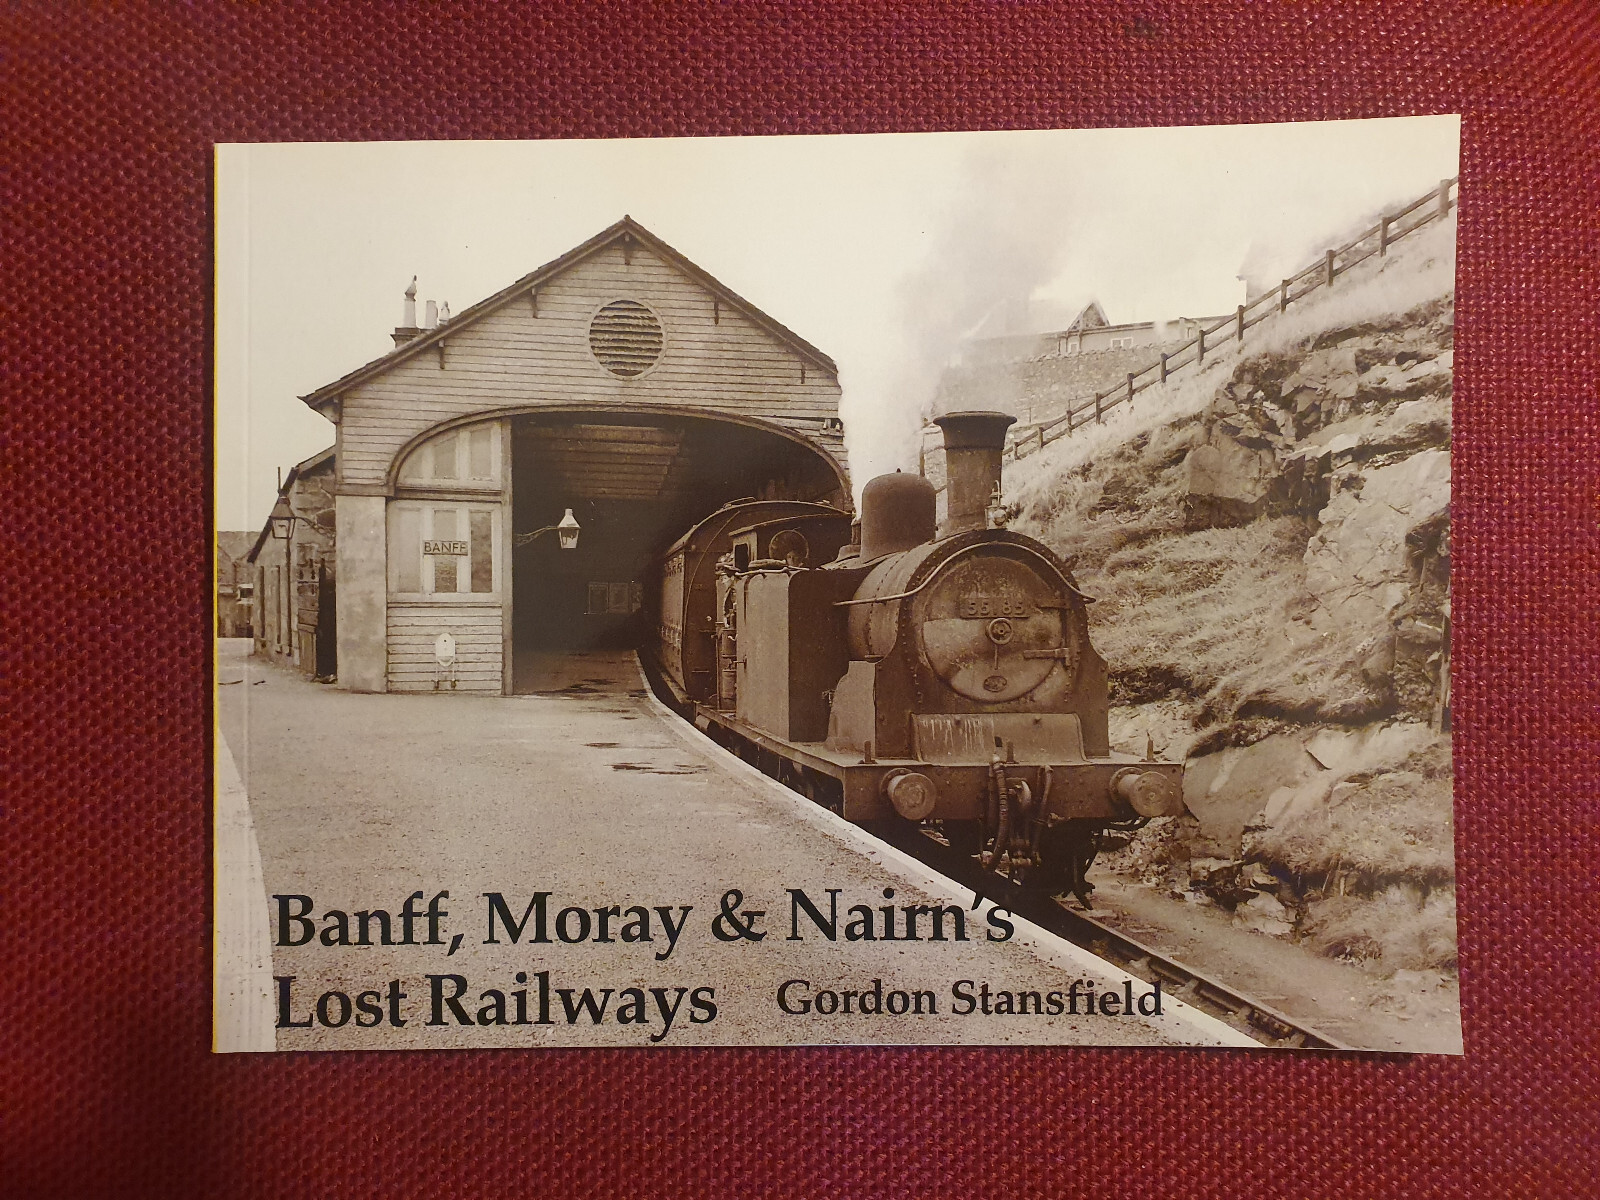 BANFF
55185
Banff, Moray & Nairn's
Lost Railways
Gordon Stansfield